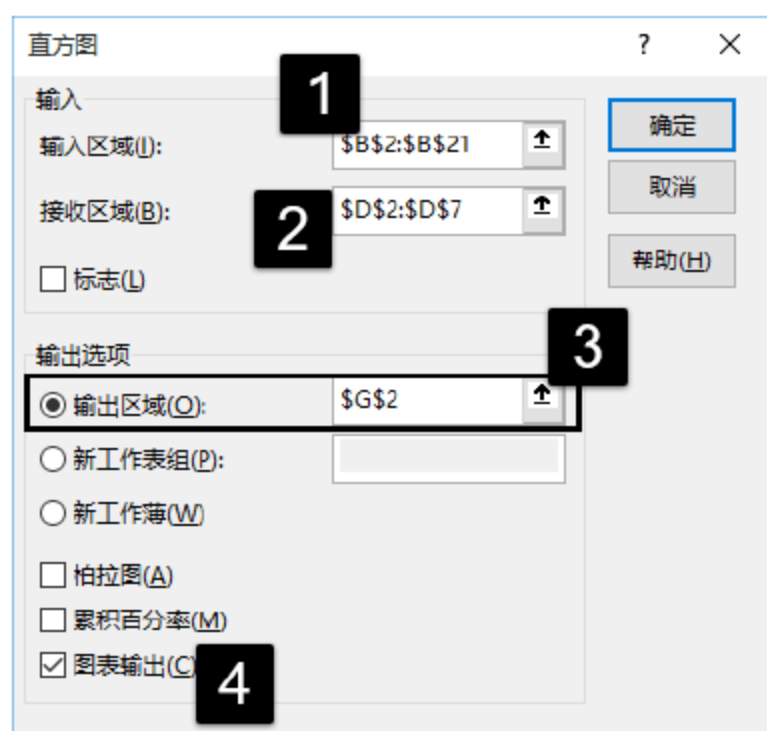 直方图 ? ×
1
输入
输入区域(I): $B$2:$B$21
确定
接收区域(B): $D$2:$D$7
取消
2
标志(L)
帮助(H)
输出选项
3
输出区域(O): $G$2
新工作表组(P):
新工作薄(W)
柏拉图(A)
累积百分率(M)
图表输出(C)
4